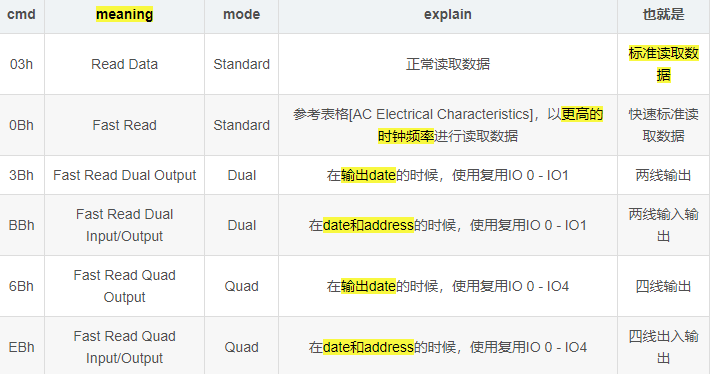 cmd meaning mode explain 也就是
03h Read Data Standard 正常读取数据 标准读取数
据
0Bh Fast Read Standard 参考表格[AC Electrical Characteristics]，以更高的
时钟频率进行读取数据 快速标准读
取数据
3Bh Fast Read Dual Output Dual 在输出date的时候，使用复用IO 0 - IO1 两线输出
BBh Fast Read Dual
Input/Output Dual 在date和address的时候，使用复用IO 0 - IO1 两线输入输
出
6Bh Fast Read Quad
Output Quad 在输出date的时候，使用复用IO 0 - IO4 四线输出
EBh Fast Read Quad
Input/Output Quad 在date和address的时候，使用复用IO 0 - IO4 四线出入输
出